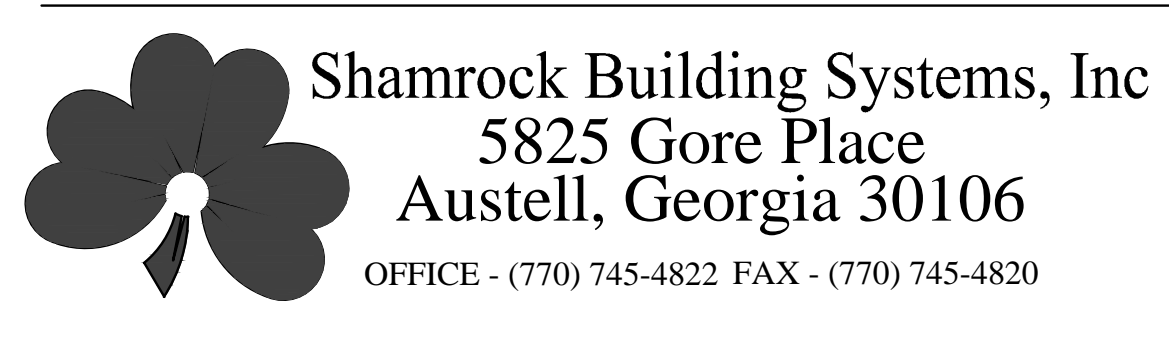 Shamrock Building Systems, Inc
5825 Gore Place
Austell, Georgia 30106
OFFICE - (770) 745-4822 FAX - (770) 745-4820